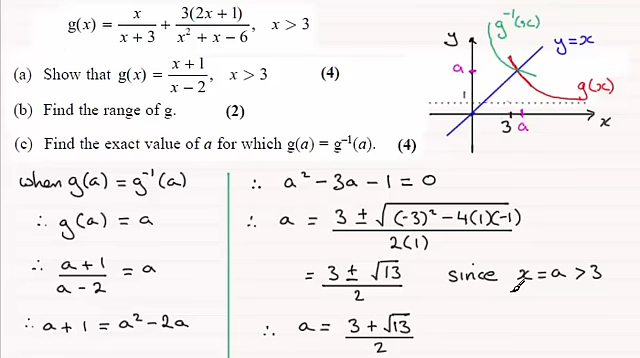 g(x) = x/(x + 3) + 3(2x + 1)/(x² + x − 6), x > 3
(a) Show that g(x) = (x + 1)/(x − 2), x > 3 (4)
(b) Find the range of g. (2)
(c) Find the exact value of a for which g(a) = g⁻¹(a). (4)
g⁻¹(x)
y
y=x
a
g(x)
1
3 a
x
when g(a) = g⁻¹(a)
∴ g(a) = a
∴ (a+1)/(a−2) = a
∴ a+1 = a²−2a
∴ a²−3a−1=0
∴ a = (3 ± √((−3)²−4(1)(−1)))/(2(1))
= (3 ± √13)/2 since x=a>3
∴ a = (3+√13)/2